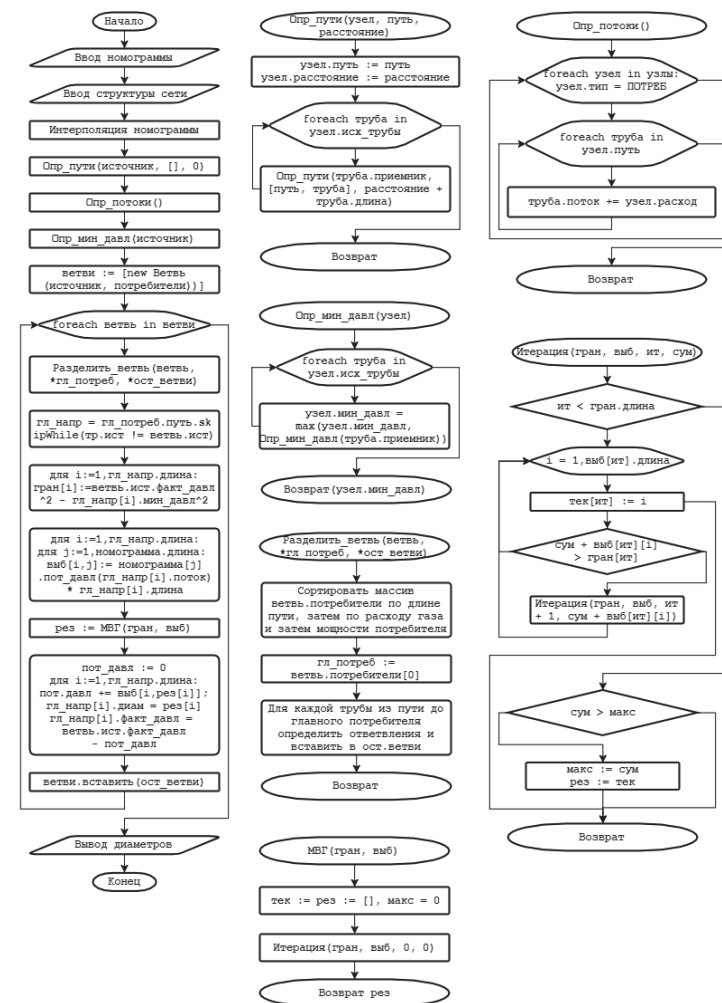 Начало
Ввод номограммы
Ввод структуры сети
Интерполяция номограммы
Опр_пути(источник, [], 0)
Опр_потоки()
Опр_мин_давл(источник)
ветви := [new Ветвь
(источник, потребители))]
foreach ветвь in ветви
Разделить_ветвь(ветвь,
*гл_потреб, *ост_ветви)
гл_напр = гл_потреб.путь.sk
ipWhile(тр.ист != ветвь.ист)
для i:=1,гл_напр.длина:
гран[i]:=ветвь.ист.факт_давл
^2 - гл_напр[i].мин_давл^2
для i:=1,гл_напр.длина:
для j:=1,номограмма.длина:
выб[i,j]:= номограмма[j]
.пот_давл(гл_напр[i].поток)
* гл_напр[i].длина
рез := МВГ(гран, выб)
пот_давл := 0
для i:=1,гл_напр.длина:
пот.давл += выб[i,рез[i]];
гл_напр[i].диам = рез[i]
гл_напр[i].факт_давл =
ветвь.ист.факт_давл
- пот_давл
ветви.вставить(ост_ветви)
Вывод диаметров
Конец
Опр_пути(узел, путь,
расстояние)
узел.путь := путь
узел.расстояние := расстояние
foreach труба in
узел.исх_трубы
Опр_пути(труба.приемник,
[путь, труба], расстояние +
труба.длина)
Возврат
Опр_мин_давл(узел)
foreach труба in
узел.исх_трубы
узел.мин_давл =
max(узел.мин_давл,
Опр_мин_давл(труба.приемник))
Возврат(узел.мин_давл)
Разделить_ветвь(ветвь,
*гл_потреб, *ост_ветви)
Сортировать массив
ветвь.потребители по длине
пути, затем по расходу газа
и затем мощности потребителя
гл_потреб :=
ветвь.потребители[0]
Для каждой трубы из пути до
главного потребителя
определить ответвления и
вставить в ост.ветви
Возврат
МВГ(гран, выб)
тек := рез := [], макс = 0
Итерация(гран, выб, 0, 0)
Возврат рез
Опр_потоки()
foreach узел in узлы:
узел.тип = ПОТРЕБ
foreach труба in
узел.путь
труба.поток += узел.расход
Возврат
Итерация(гран, выб, ит, сум)
ит < гран.длина
i = 1,выб[ит].длина
тек[ит] := i
сум + выб[ит][i]
> гран[ит]
Итерация(гран, выб, ит
+ 1, сум + выб[ит][i])
сум > макс
макс := сум
рез := тек
Возврат